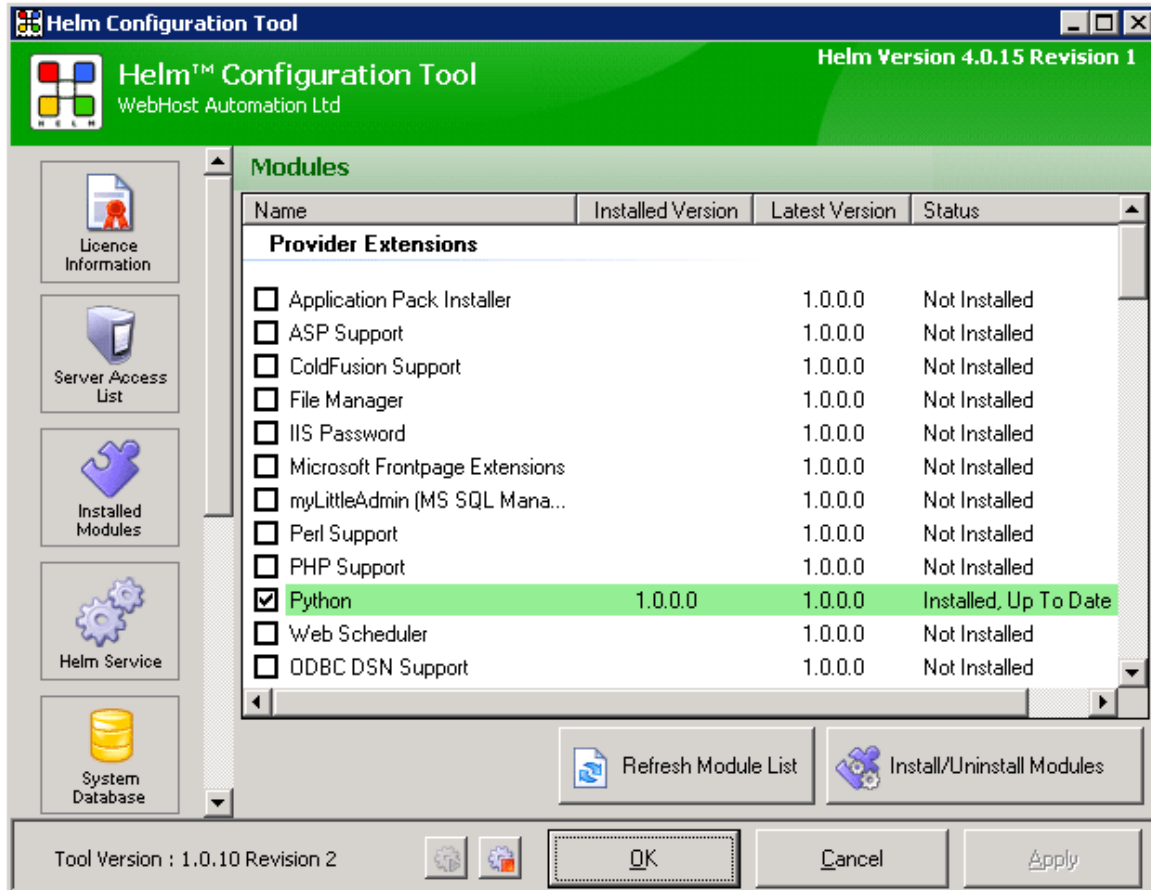 Helm Configuration Tool
Helm Version 4.0.15 Revision 1
Helm™ Configuration Tool
WebHost Automation Ltd
HELM
Licence
Information
Server Access
List
Installed
Modules
Helm Service
System
Database
Modules
Name Installed Version Latest Version Status
Provider Extensions
Application Pack Installer 1.0.0.0 Not Installed
ASP Support 1.0.0.0 Not Installed
ColdFusion Support 1.0.0.0 Not Installed
File Manager 1.0.0.0 Not Installed
IIS Password 1.0.0.0 Not Installed
Microsoft Frontpage Extensions 1.0.0.0 Not Installed
myLittleAdmin (MS SQL Mana... 1.0.0.0 Not Installed
Perl Support 1.0.0.0 Not Installed
PHP Support 1.0.0.0 Not Installed
Python 1.0.0.0 1.0.0.0 Installed, Up To Date
Web Scheduler 1.0.0.0 Not Installed
ODBC DSN Support 1.0.0.0 Not Installed
Refresh Module List Install/Uninstall Modules
Tool Version : 1.0.10 Revision 2 OK Cancel Apply